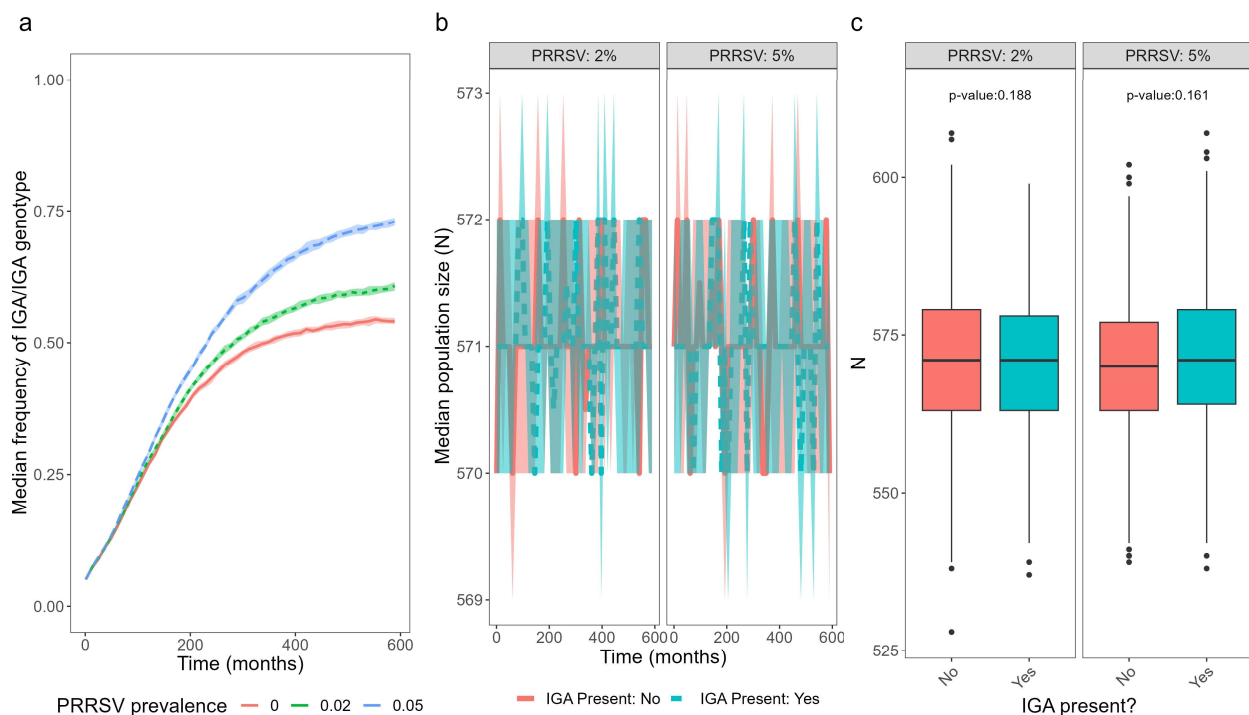 a
Median frequency of IGA/IGA genotype
1.00
0.75
0.50
0.25
0.00
0
200
400
600
Time (months)
PRRSV prevalence
0
0.02
0.05
b
PRRSV: 2%
PRRSV: 5%
Median population size (N)
573
572
571
570
569
0
200
400
600
0
200
400
600
Time (months)
IGA Present: No
IGA Present: Yes
c
PRRSV: 2%
PRRSV: 5%
p-value:0.188
p-value:0.161
N
600
575
550
525
No
Yes
No
Yes
IGA present?